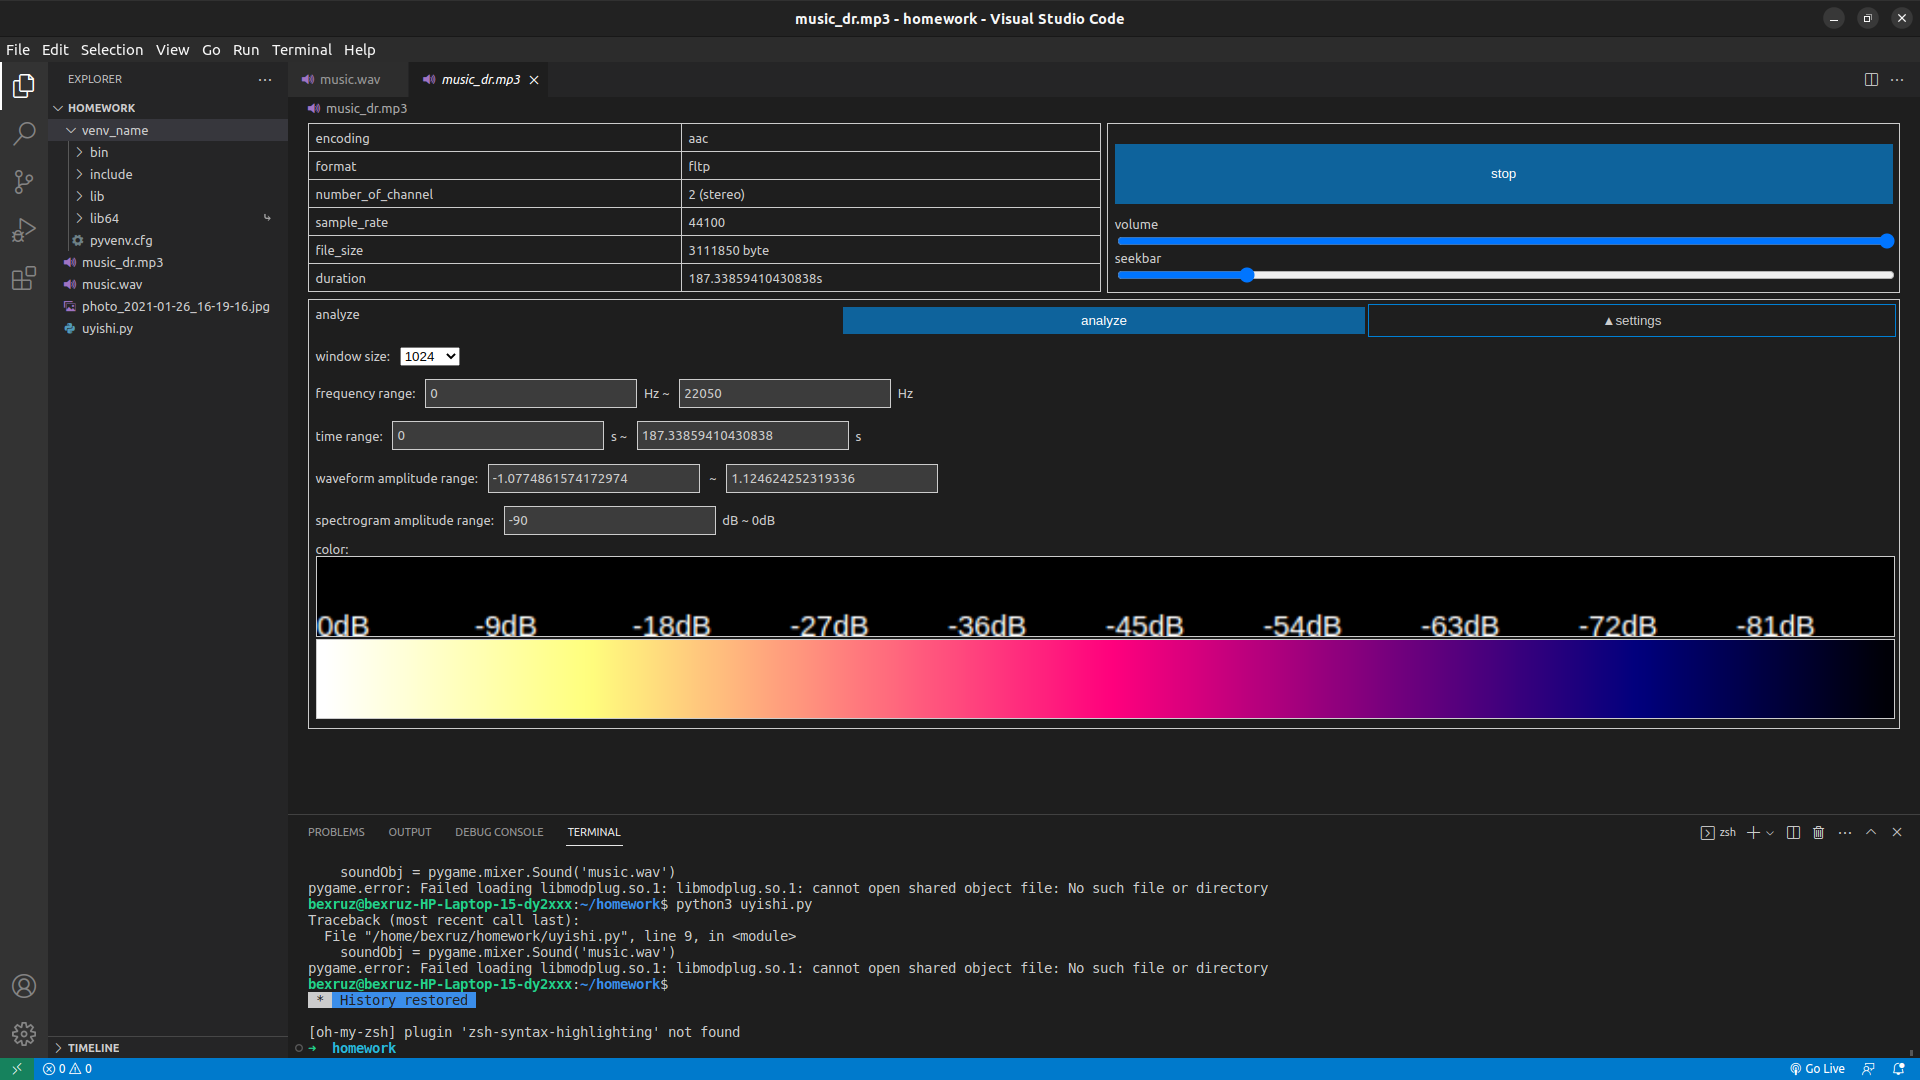 music_dr.mp3 - homework - Visual Studio Code
File Edit Selection View Go Run Terminal Help
EXPLORER
HOMEWORK
venv_name
bin
include
lib
lib64
pyvenv.cfg
music_dr.mp3
music.wav
photo_2021-01-26_16-19-16.jpg
uyishi.py
TIMELINE
music.wav music_dr.mp3
music_dr.mp3
encoding aac
format fltp
number_of_channel 2 (stereo)
sample_rate 44100
file_size 3111850 byte
duration 187.33859410430838s
stop
volume
seekbar
analyze analyze ▲settings
window size: 1024
frequency range: 0 Hz ~ 22050 Hz
time range: 0 s ~ 187.33859410430838 s
waveform amplitude range: -1.0774861574172974 ~ 1.124624252319336
spectrogram amplitude range: -90 dB ~ 0dB
color:
0dB -9dB -18dB -27dB -36dB -45dB -54dB -63dB -72dB -81dB
PROBLEMS OUTPUT DEBUG CONSOLE TERMINAL zsh
soundObj = pygame.mixer.Sound('music.wav')
pygame.error: Failed loading libmodplug.so.1: libmodplug.so.1: cannot open shared object file: No such file or directory
bexruz@bexruz-HP-Laptop-15-dy2xxx:~/homework$ python3 uyishi.py
Traceback (most recent call last):
File "/home/bexruz/homework/uyishi.py", line 9, in <module>
soundObj = pygame.mixer.Sound('music.wav')
pygame.error: Failed loading libmodplug.so.1: libmodplug.so.1: cannot open shared object file: No such file or directory
bexruz@bexruz-HP-Laptop-15-dy2xxx:~/homework$
* History restored
[oh-my-zsh] plugin 'zsh-syntax-highlighting' not found
➜ homework
0 0 Go Live